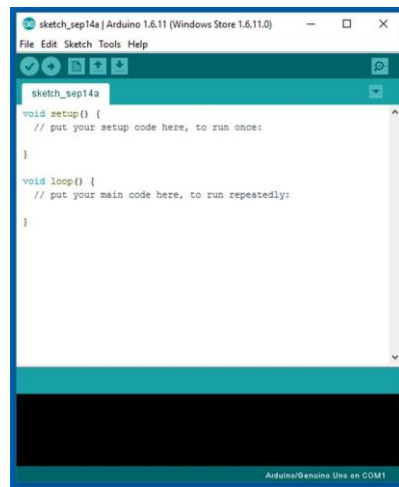 sketch_sep14a | Arduino 1.6.11 (Windows Store 1.6.11.0)
File Edit Sketch Tools Help
sketch_sep14a
void setup() {
  // put your setup code here, to run once:
}
void loop() {
  // put your main code here, to run repeatedly:
}
Arduino/Genuino Uno on COM1